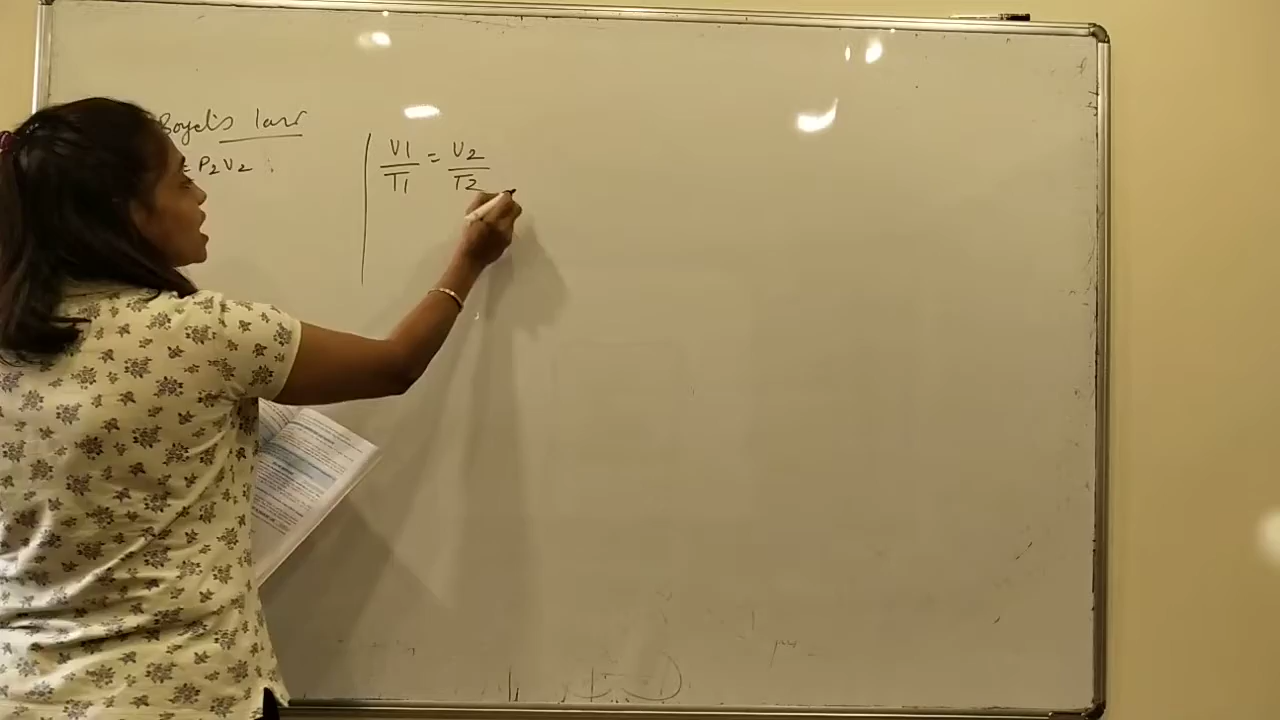 Boyel's law
= P2V2
V1/T1 = V2/T2